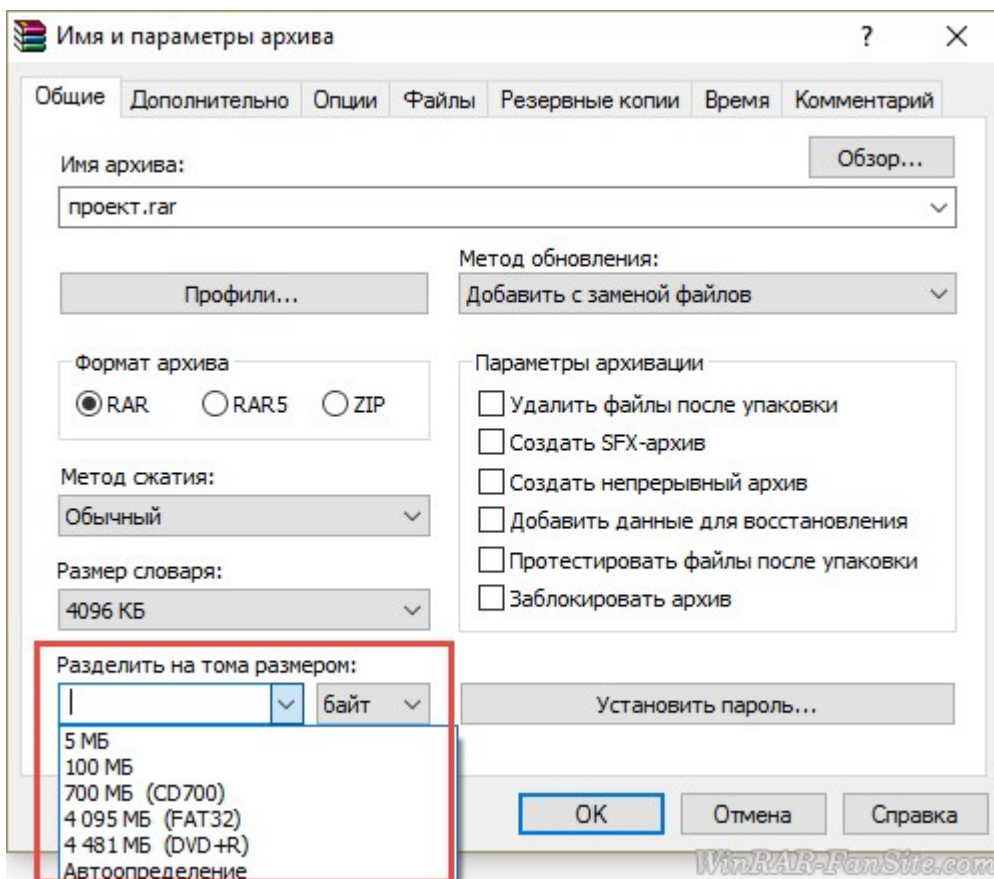 Имя и параметры архива
Общие Дополнительно Опции Файлы Резервные копии Время Комментарий
Имя архива:
Обзор...
проект.rar
Профили...
Метод обновления:
Добавить с заменой файлов
Формат архива
RAR RAR5 ZIP
Метод сжатия:
Обычный
Размер словаря:
4096 КБ
Параметры архивации
Удалить файлы после упаковки
Создать SFX-архив
Создать непрерывный архив
Добавить данные для восстановления
Протестировать файлы после упаковки
Заблокировать архив
Разделить на тома размером:
байт
5 МБ
100 МБ
700 МБ (CD700)
4 095 МБ (FAT32)
4 481 МБ (DVD+R)
Автоопределение
Установить пароль...
ОК Отмена Справка
WinRAR-FanSite.com